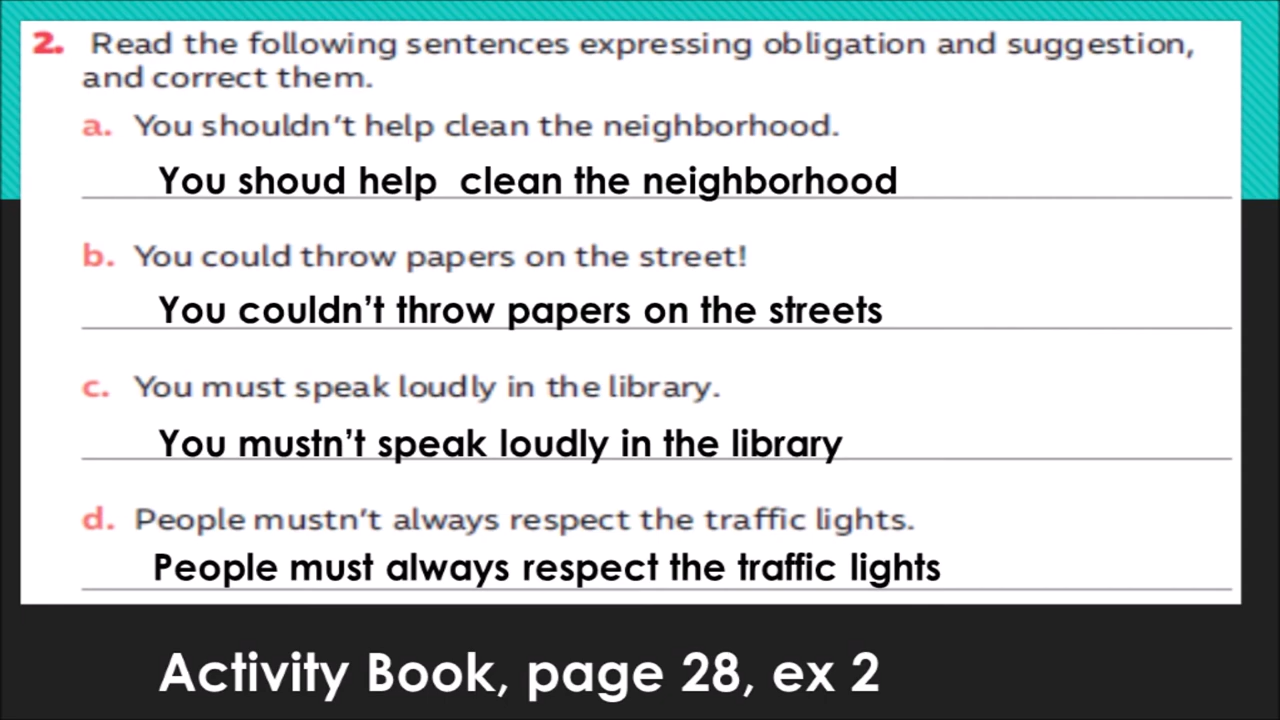 2. Read the following sentences expressing obligation and suggestion,
and correct them.
a. You shouldn't help clean the neighborhood.
You shoud help  clean the neighborhood
b. You could throw papers on the street!
You couldn't throw papers on the streets
c. You must speak loudly in the library.
You mustn't speak loudly in the library
d. People mustn't always respect the traffic lights.
People must always respect the traffic lights
Activity Book, page 28, ex 2